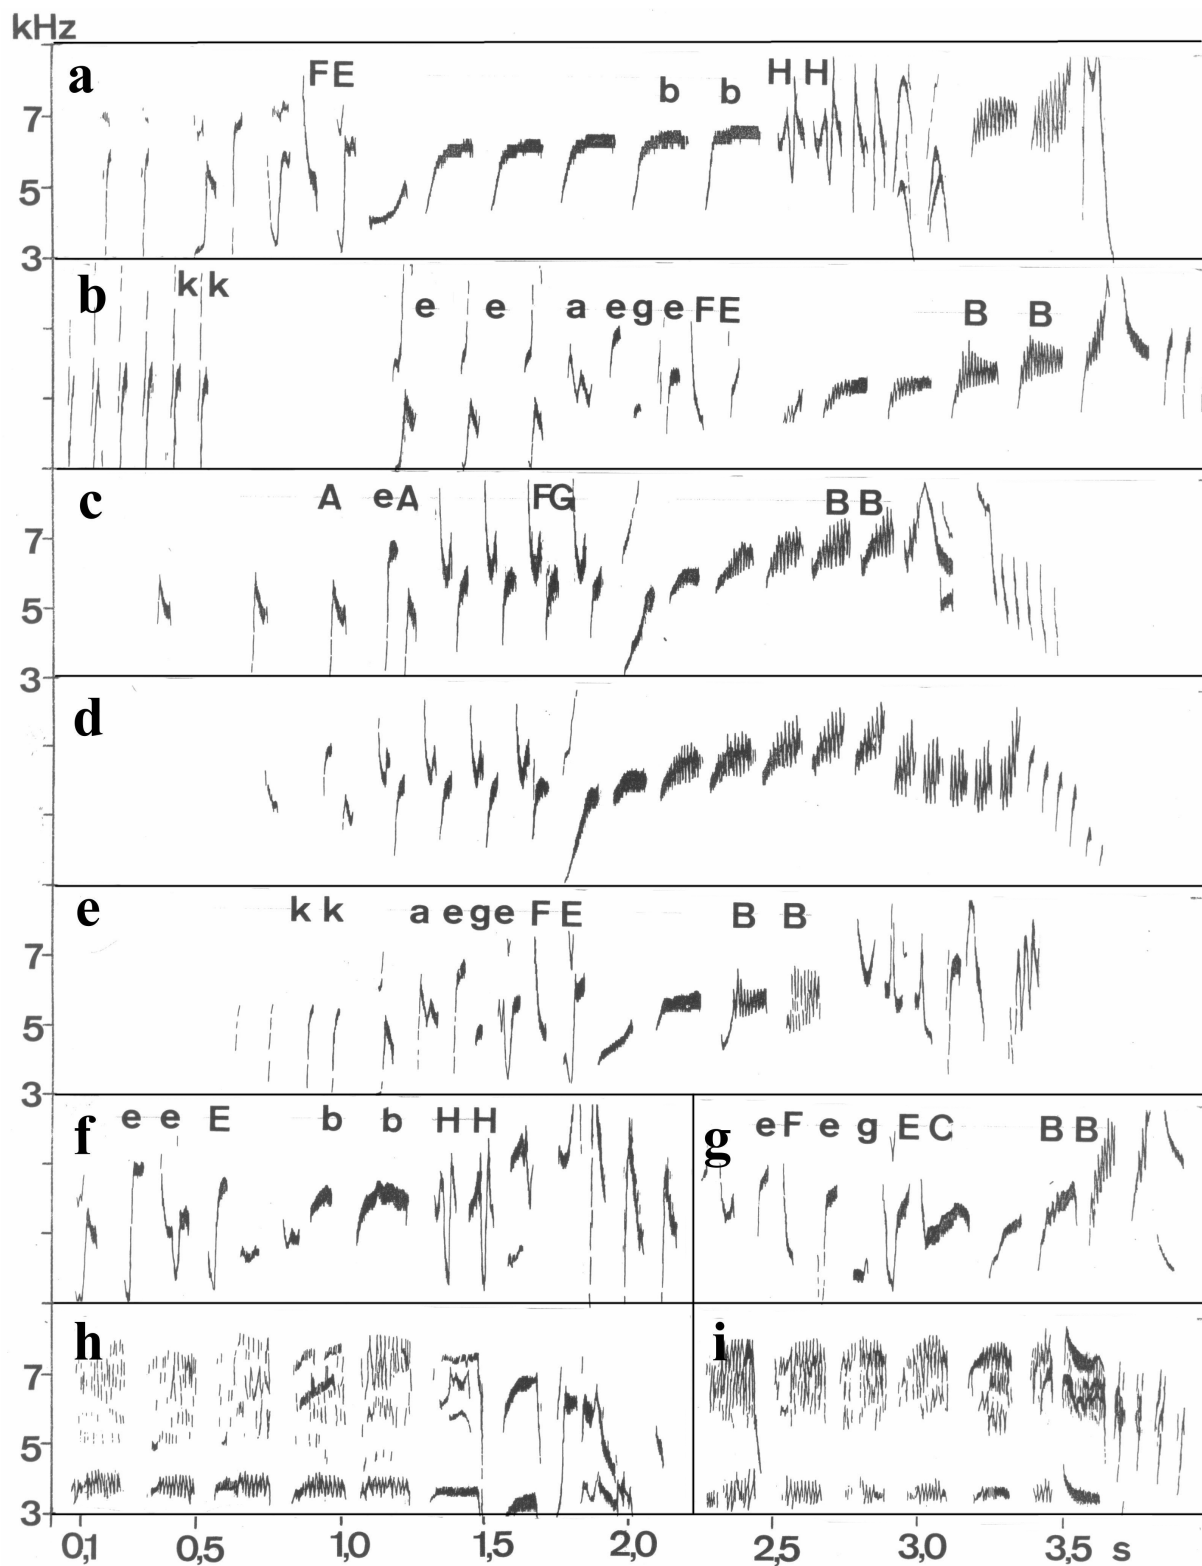 kHz
a F E b b H H
7
5
3
b k k e e a e g e F E B B
c A e A F G B B
7
5
3
d
e k k a e g e F E B B
7
5
3
f e e E b b H H
g e F e g E C B B
h i
7
5
3
0,1 0,5 1,0 1,5 2,0 2,5 3,0 3,5 s